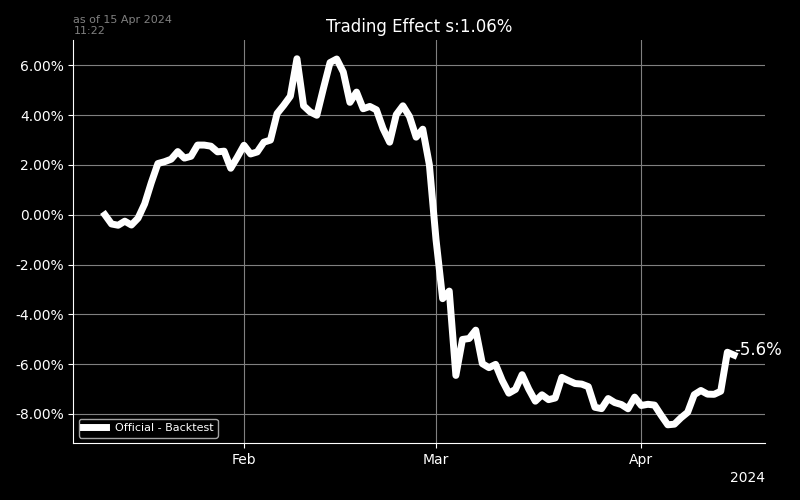 as of 15 Apr 2024
11:22
Trading Effect s:1.06%
6.00%
4.00%
2.00%
0.00%
-2.00%
-4.00%
-6.00%
-8.00%
-5.6%
Official - Backtest
Feb
Mar
Apr
2024